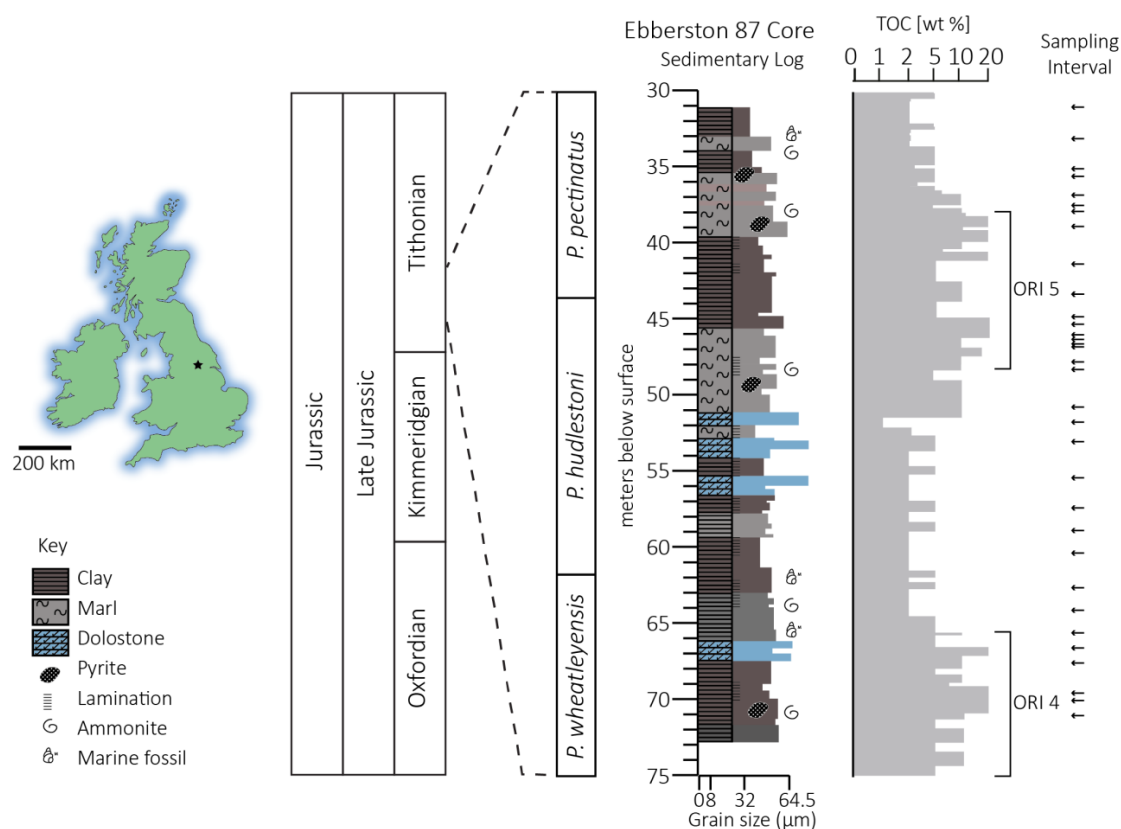 Ebberston 87 Core
Sedimentary Log
TOC [wt %]
0 1 2 5 10 20
Sampling
Interval
200 km
Key
Clay
Marl
Dolostone
Pyrite
Lamination
Ammonite
Marine fossil
Jurassic
Late Jurassic
Tithonian
Kimmeridgian
Oxfordian
P. pectinatus
P. hudlestoni
P. wheatleyensis
meters below surface
30
35
40
45
50
55
60
65
70
75
08 32 64.5
Grain size (μm)
ORI 5
ORI 4